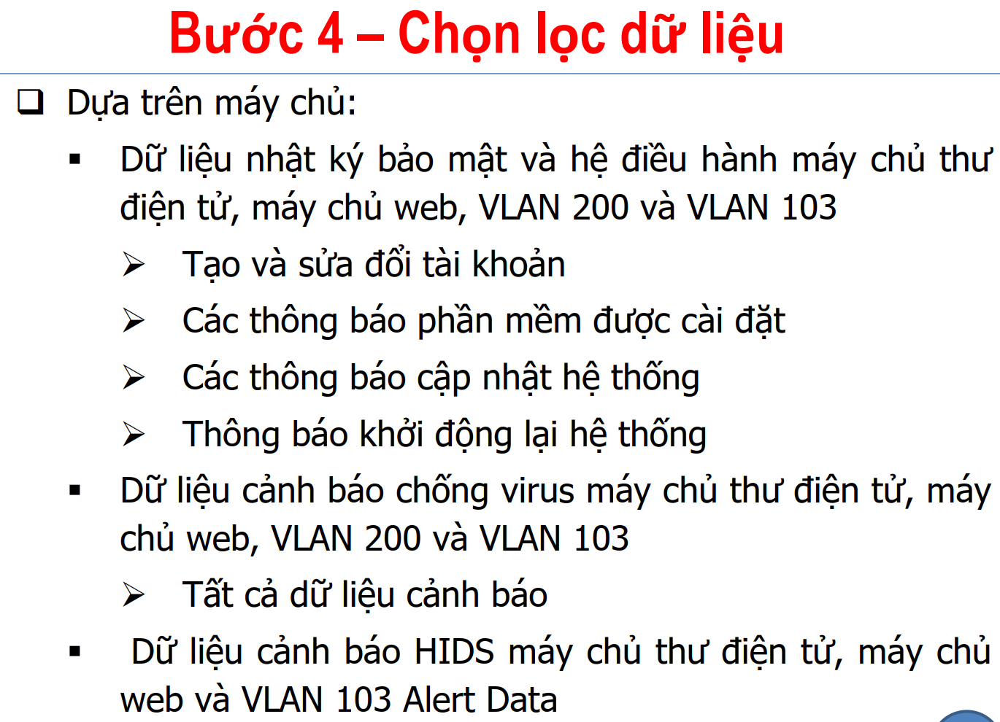 Bước 4 – Chọn lọc dữ liệu
Dựa trên máy chủ:
Dữ liệu nhật ký bảo mật và hệ điều hành máy chủ thư
điện tử, máy chủ web, VLAN 200 và VLAN 103
Tạo và sửa đổi tài khoản
Các thông báo phần mềm được cài đặt
Các thông báo cập nhật hệ thống
Thông báo khởi động lại hệ thống
Dữ liệu cảnh báo chống virus máy chủ thư điện tử, máy
chủ web, VLAN 200 và VLAN 103
Tất cả dữ liệu cảnh báo
Dữ liệu cảnh báo HIDS máy chủ thư điện tử, máy chủ
web và VLAN 103 Alert Data